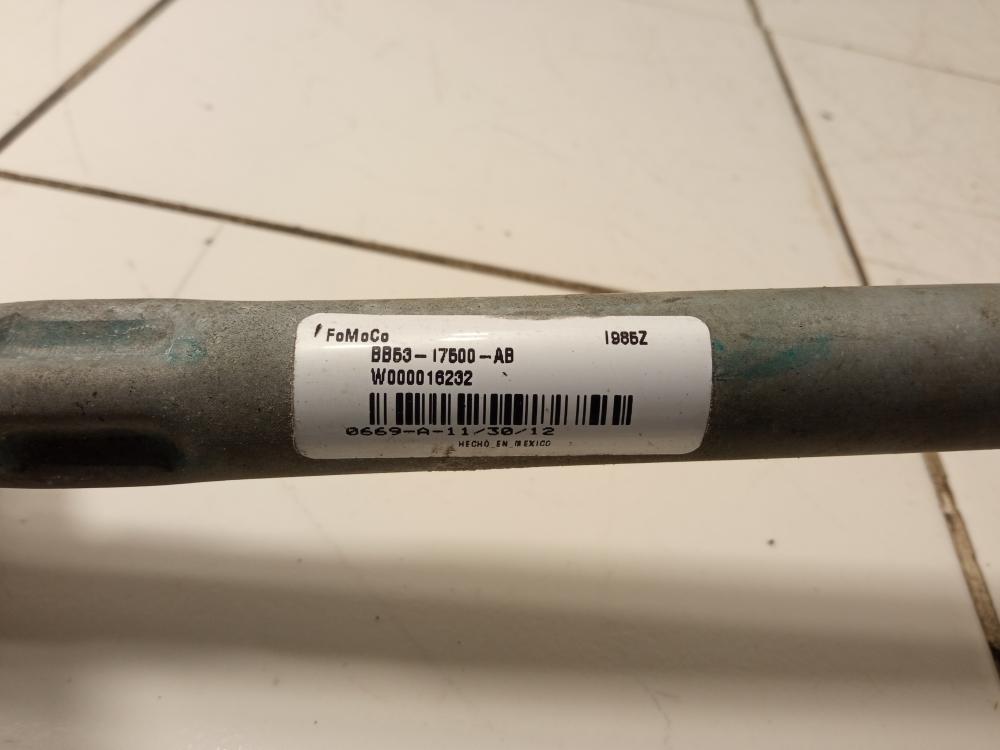 FoMoCo 1985Z
BB53-17500-AB
W000016232
0669-A-11/30/12
HECHO EN MEXICO